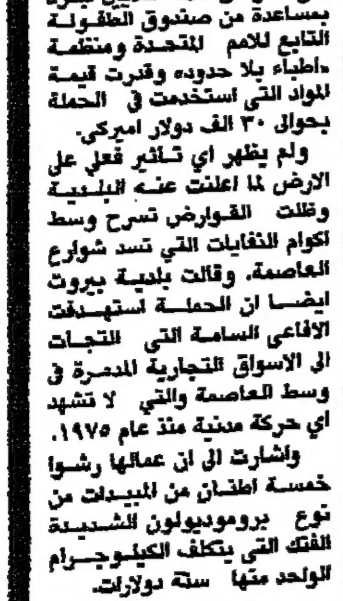 بمساعدة من صندوق الطفولة
التابع للامم المتحدة ومنظمة
«اطباء بلا حدود» وقدرت قيمة
المواد التي استخدمت في الحملة
بحوالى ٣٠ الف دولار اميركي.
ولم يظهر اي تأثير فعلي على
الارض لما اعلنت عنه البلدية
وظلت القوارض تسرح وسط
اكوام النفايات التي تسد شوارع
العاصمة. وقالت بلدية بيروت
ايضا ان الحملة استهدفت
الافاعي السامة التي التجات
الى الاسواق التجارية المدمرة في
وسط العاصمة والتي لا تشهد
اي حركة مدنية منذ عام ١٩٧٥.
واشارت الى ان عمالها رشوا
خمسة اطنان من المبيدات من
نوع بروموديولون الشديدة
الفتك التي يتكلف الكيلوجرام
الواحد منها ستة دولارات.